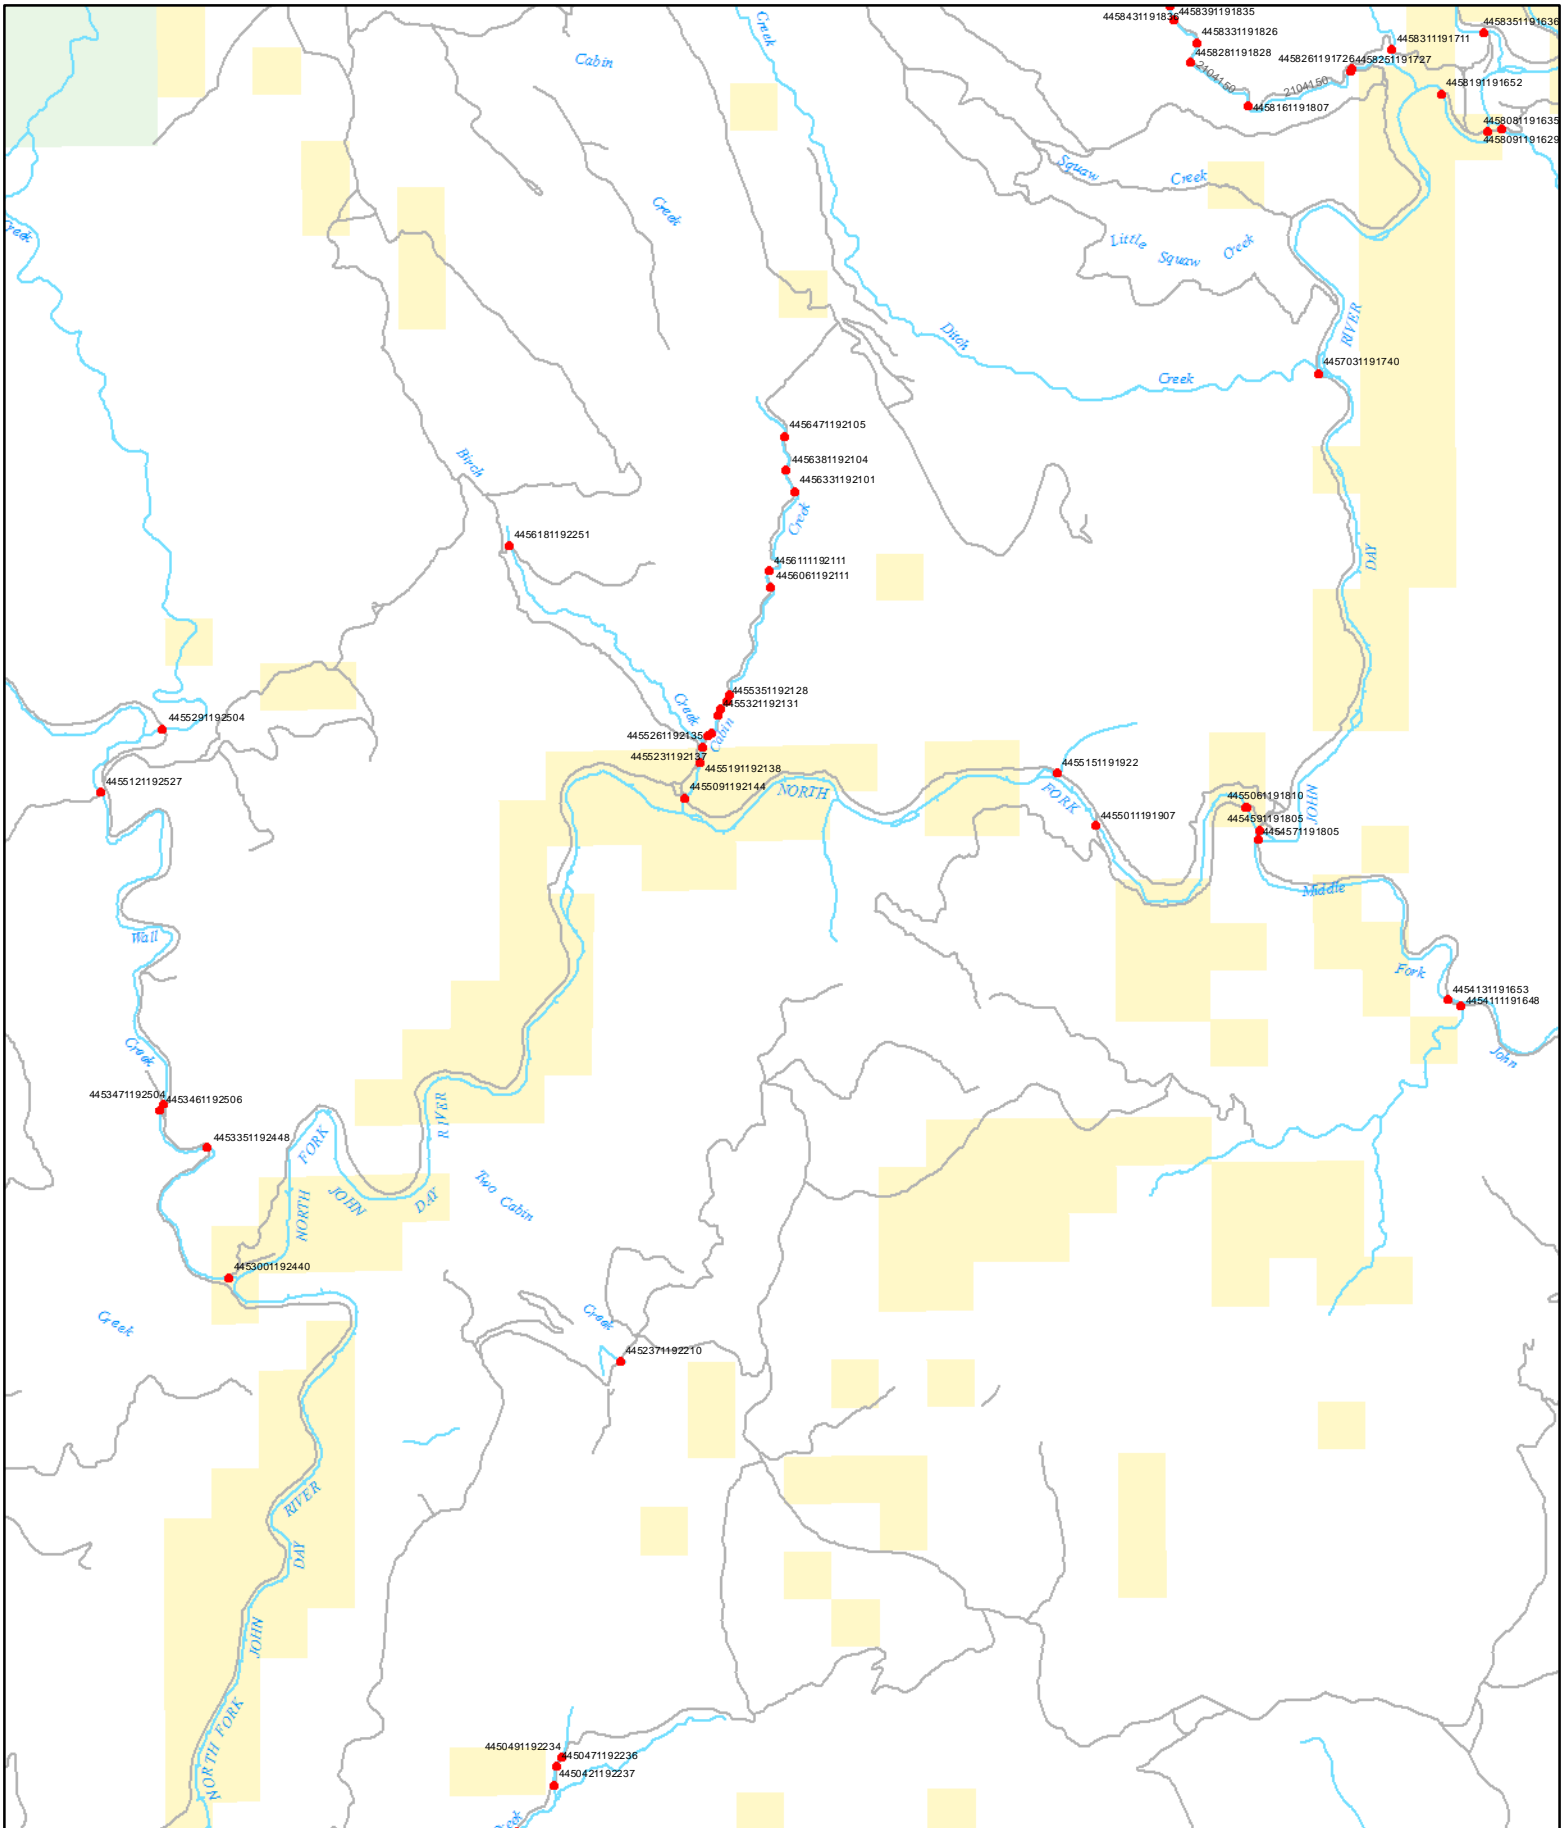 Creek
Cabin
4458391191835
4458431191836
4458331191826
4458281191828
2104150
2104150
4458161191807
4458261191726
4458251191727
4458311191711
4458351191636
4458191191652
4458081191635
4458091191629
Squaw
Creek
Creek
Little
Squaw
Creek
Creek
RIVER
Ditch
Creek
4457031191740
4456471192105
4456381192104
4456331192101
Birch
Creek
4456181192251
DAY
4456111192111
4456061192111
4455351192128
4455321192131
Creek
Cabin
4455261192135
4455231192137
4455191192138
4455091192144
4455291192504
4455121192527
NORTH
4455151191922
FORK
4455011191907
JOHN
4455061191810
4454591191805
4454571191805
Middle
Wall
Fork
4454131191653
4454111191648
John
Creek
4453471192504
4453461192506
4453351192448
RIVER
FORK
NORTH
JOHN
DAY
Two Cabin
4453001192440
Creek
Creek
4452371192210
RIVER
DAY
JOHN
NORTH FORK
4450491192234
4450471192236
4450421192237